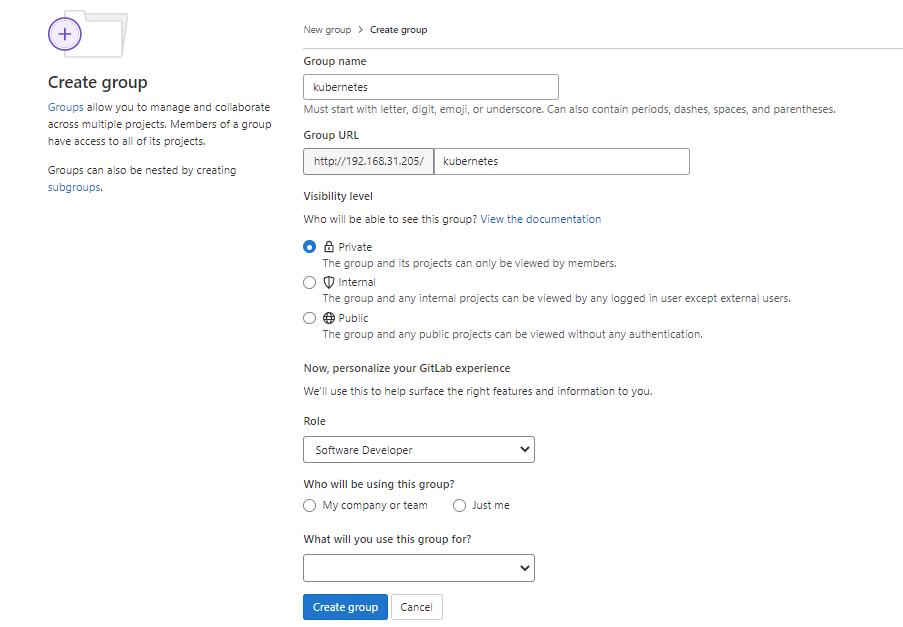 Create group
Groups allow you to manage and collaborate
across multiple projects. Members of a group
have access to all of its projects.
Groups can also be nested by creating
subgroups.
New group > Create group
Group name
kubernetes
Must start with letter, digit, emoji, or underscore. Can also contain periods, dashes, spaces, and parentheses.
Group URL
http://192.168.31.205/ kubernetes
Visibility level
Who will be able to see this group? View the documentation
Private
The group and its projects can only be viewed by members.
Internal
The group and any internal projects can be viewed by any logged in user except external users.
Public
The group and any public projects can be viewed without any authentication.
Now, personalize your GitLab experience
We'll use this to help surface the right features and information to you.
Role
Software Developer
Who will be using this group?
My company or team Just me
What will you use this group for?
Create group Cancel